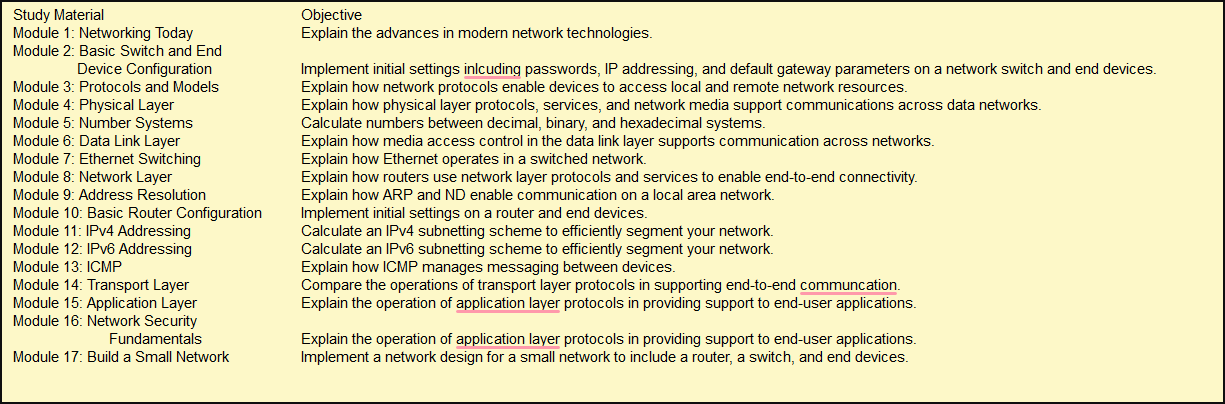 Study Material Objective
Module 1: Networking Today Explain the advances in modern network technologies.
Module 2: Basic Switch and End
Device Configuration Implement initial settings inlcuding passwords, IP addressing, and default gateway parameters on a network switch and end devices.
Module 3: Protocols and Models Explain how network protocols enable devices to access local and remote network resources.
Module 4: Physical Layer Explain how physical layer protocols, services, and network media support communications across data networks.
Module 5: Number Systems Calculate numbers between decimal, binary, and hexadecimal systems.
Module 6: Data Link Layer Explain how media access control in the data link layer supports communication across networks.
Module 7: Ethernet Switching Explain how Ethernet operates in a switched network.
Module 8: Network Layer Explain how routers use network layer protocols and services to enable end-to-end connectivity.
Module 9: Address Resolution Explain how ARP and ND enable communication on a local area network.
Module 10: Basic Router Configuration Implement initial settings on a router and end devices.
Module 11: IPv4 Addressing Calculate an IPv4 subnetting scheme to efficiently segment your network.
Module 12: IPv6 Addressing Calculate an IPv6 subnetting scheme to efficiently segment your network.
Module 13: ICMP Explain how ICMP manages messaging between devices.
Module 14: Transport Layer Compare the operations of transport layer protocols in supporting end-to-end communcation.
Module 15: Application Layer Explain the operation of application layer protocols in providing support to end-user applications.
Module 16: Network Security
Fundamentals Explain the operation of application layer protocols in providing support to end-user applications.
Module 17: Build a Small Network Implement a network design for a small network to include a router, a switch, and end devices.